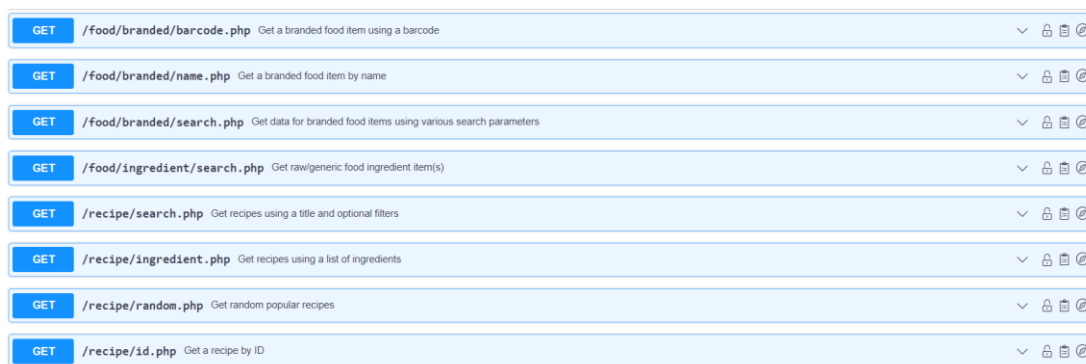 GET /food/branded/barcode.php Get a branded food item using a barcode
GET /food/branded/name.php Get a branded food item by name
GET /food/branded/search.php Get data for branded food items using various search parameters
GET /food/ingredient/search.php Get raw/generic food ingredient item(s)
GET /recipe/search.php Get recipes using a title and optional filters
GET /recipe/ingredient.php Get recipes using a list of ingredients
GET /recipe/random.php Get random popular recipes
GET /recipe/id.php Get a recipe by ID